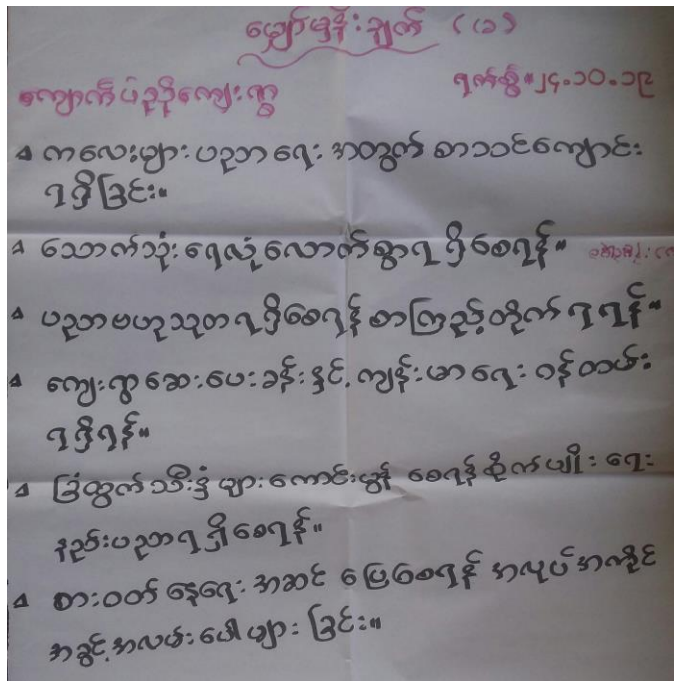 မျှော်မှန်းချက် (၁)
ကျောက်ပံညိုကျေးရွာ ရက်စွဲ။၂၄.၁၀.၁၉
ကလေးများ ပညာရေး အတွက် စာသင်ကျောင်း
ရရှိခြင်း။
သောက်သုံးရေလုံလောက်စွာရရှိစေရန်။
ပညာဗဟုသုတရရှိစေရန် စာကြည့်တိုက် ရရန်။
ကျေးရွာဆေးပေးခန်းနှင့် ကျန်းမာရေး ဝန်ထမ်း
ရရှိရန်။
ခြံထွက်သီးနှံများကောင်းမွန် စေရန် စိုက်ပျိုးရေး
နည်းပညာရရှိစေရန်။
စားဝတ်နေရေး အဆင်ပြေစေရန် အလုပ်အကိုင်
အခွင့်အလမ်းပေါများခြင်း။